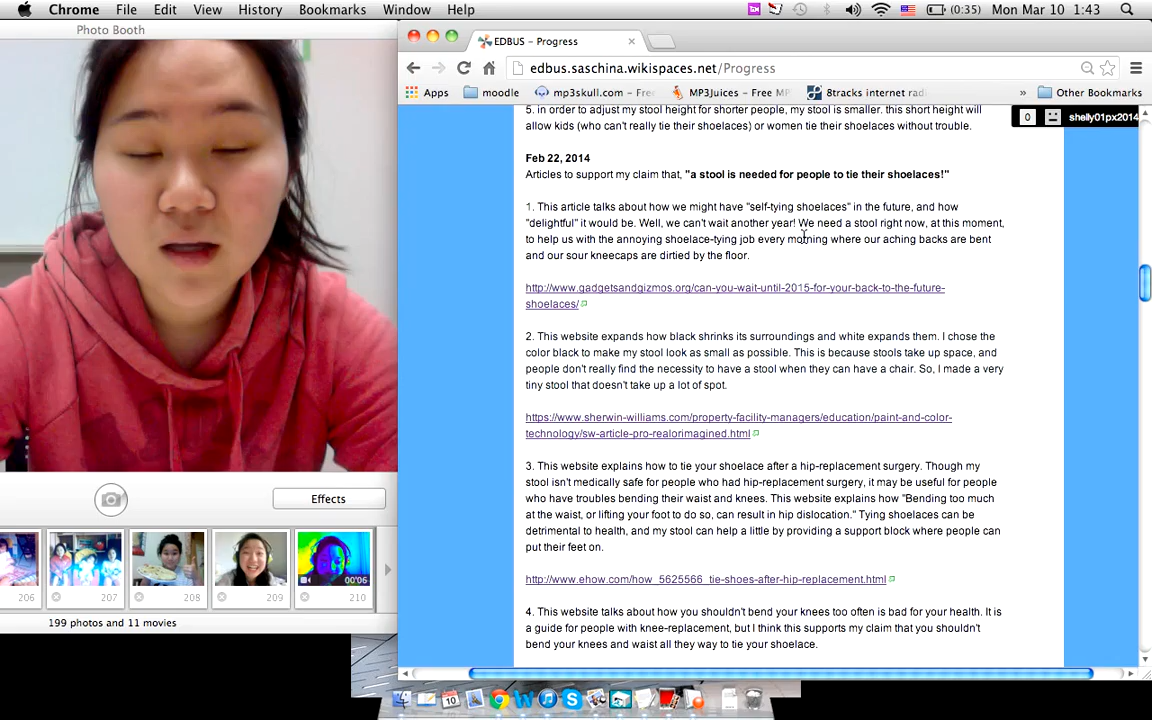 Chrome File Edit View History Bookmarks Window Help (0:35) Mon Mar 10 1:43
Photo Booth
EDBUS - Progress
edbus.saschina.wikispaces.net/Progress
Apps moodle mp3skull.com - Free MP3Juices - Free MP 8tracks internet rad » Other Bookmarks
5. in order to adjust my stool height for shorter people, my stool is smaller. this short height will
allow kids (who can't really tie their shoelaces) or women tie their shoelaces without trouble.
0 shelly01px2014
Feb 22, 2014
Articles to support my claim that, "a stool is needed for people to tie their shoelaces!"
1. This article talks about how we might have "self-tying shoelaces" in the future, and how
"delightful" it would be. Well, we can't wait another year! We need a stool right now, at this moment,
to help us with the annoying shoelace-tying job every morning where our aching backs are bent
and our sour kneecaps are dirtied by the floor.
http://www.gadgetsandgizmos.org/can-you-wait-until-2015-for-your-back-to-the-future-
shoelaces/
2. This website expands how black shrinks its surroundings and white expands them. I chose the
color black to make my stool look as small as possible. This is because stools take up space, and
people don't really find the necessity to have a stool when they can have a chair. So, I made a very
tiny stool that doesn't take up a lot of spot.
https://www.sherwin-williams.com/property-facility-managers/education/paint-and-color-
technology/sw-article-pro-realorimagined.html
3. This website explains how to tie your shoelace after a hip-replacement surgery. Though my
stool isn't medically safe for people who had hip-replacement surgery, it may be useful for people
who have troubles bending their waist and knees. This website explains how "Bending too much
at the waist, or lifting your foot to do so, can result in hip dislocation." Tying shoelaces can be
detrimental to health, and my stool can help a little by providing a support block where people can
put their feet on.
http://www.ehow.com/how_5625566_tie-shoes-after-hip-replacement.html
4. This website talks about how you shouldn't bend your knees too often is bad for your health. It is
a guide for people with knee-replacement, but I think this supports my claim that you shouldn't
bend your knees and waist all they way to tie your shoelace.
Effects
00'06
206 207 208 209 210
199 photos and 11 movies
10